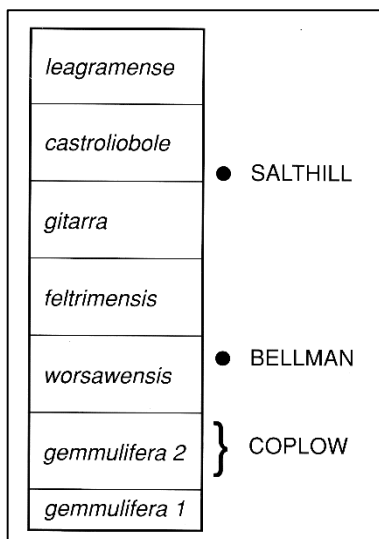 leagramense
castroliobole
SALTHILL
gitarra
feltrimensis
BELLMAN
worsawensis
COPLOW
gemmulifera 2
gemmulifera 1